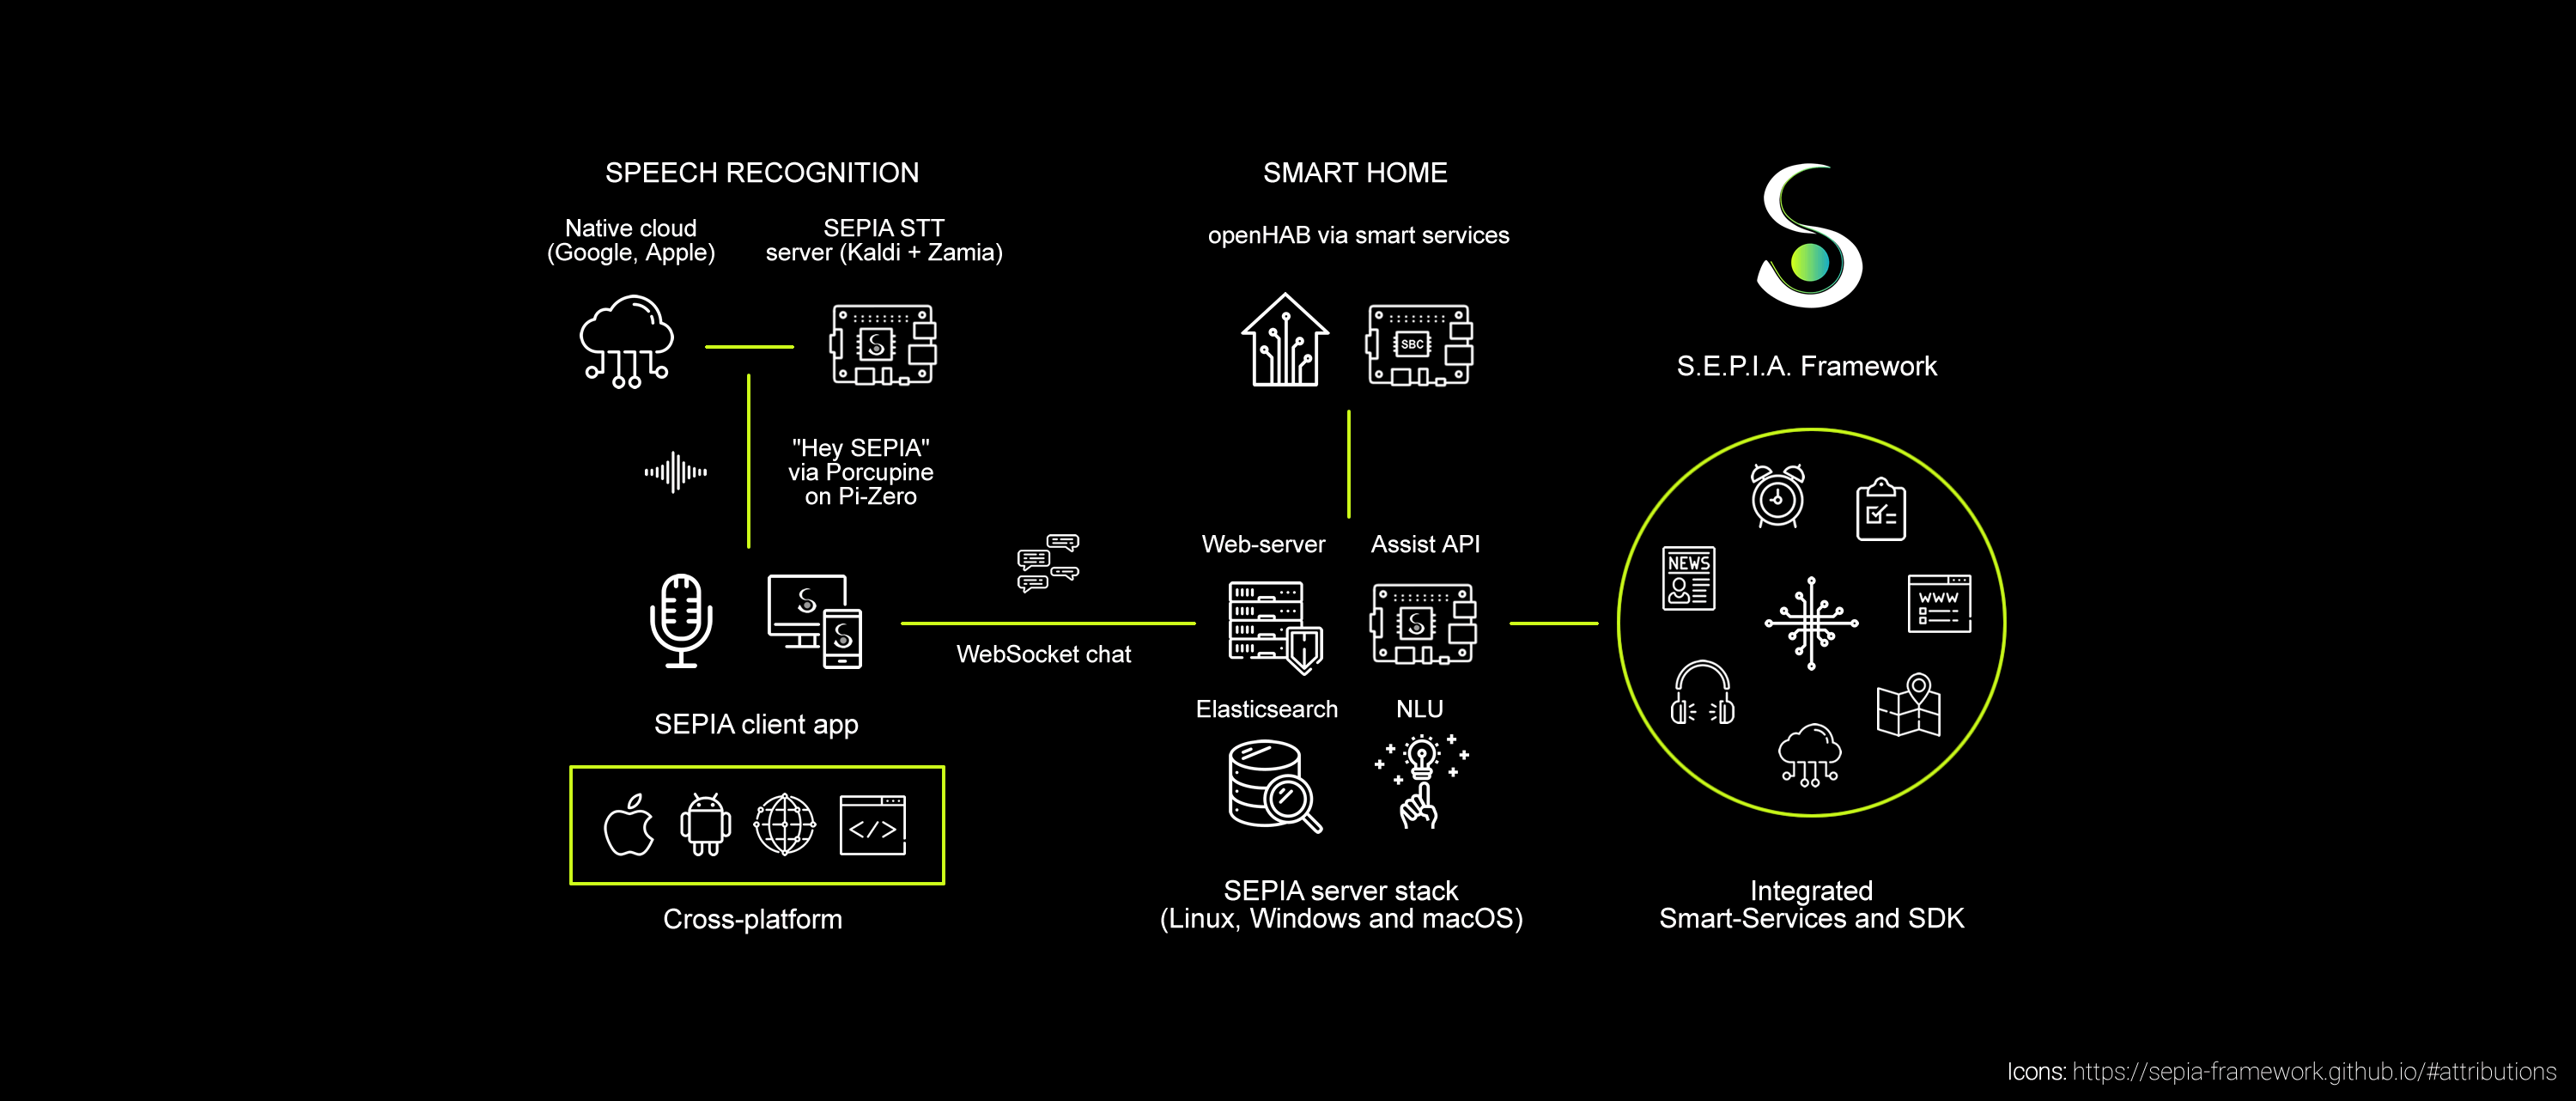 SPEECH RECOGNITION
Native cloud
(Google, Apple)
SEPIA STT
server (Kaldi + Zamia)
"Hey SEPIA"
via Porcupine
on Pi-Zero
SEPIA client app
</>
Cross-platform
WebSocket chat
SMART HOME
openHAB via smart services
SBC
Web-server
Assist API
Elasticsearch
NLU
SEPIA server stack
(Linux, Windows and macOS)
S.E.P.I.A. Framework
NEWS
WWW
Integrated
Smart-Services and SDK
Icons: https://sepia-framework.github.io/#attributions